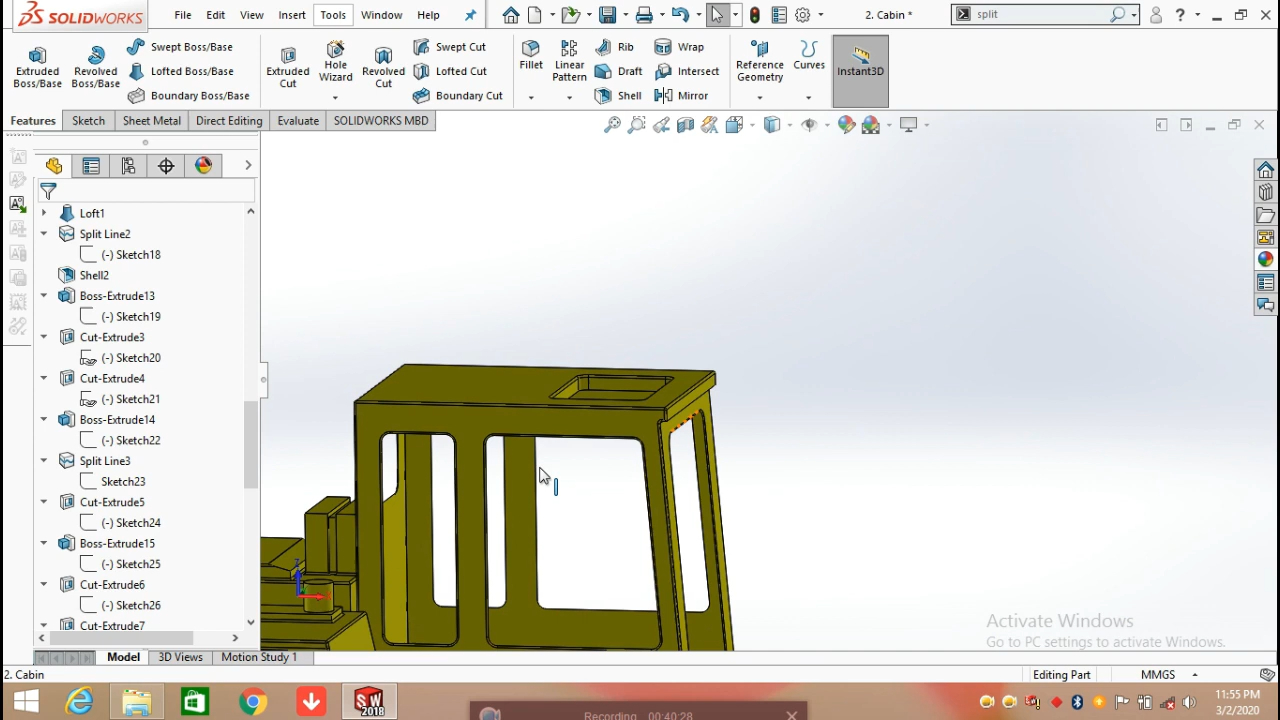 SOLIDWORKS File Edit View Insert Tools Window Help 2. Cabin * split
Extruded Boss/Base
Revolved Boss/Base
Swept Boss/Base
Lofted Boss/Base
Boundary Boss/Base
Extruded Cut
Hole Wizard
Revolved Cut
Swept Cut
Lofted Cut
Boundary Cut
Fillet
Linear Pattern
Rib
Draft
Shell
Wrap
Intersect
Mirror
Reference Geometry
Curves
Instant3D
Features Sketch Sheet Metal Direct Editing Evaluate SOLIDWORKS MBD
Loft1
Split Line2
(-) Sketch18
Shell2
Boss-Extrude13
(-) Sketch19
Cut-Extrude3
(-) Sketch20
Cut-Extrude4
(-) Sketch21
Boss-Extrude14
(-) Sketch22
Split Line3
Sketch23
Cut-Extrude5
(-) Sketch24
Boss-Extrude15
(-) Sketch25
Cut-Extrude6
(-) Sketch26
Cut-Extrude7
Activate Windows
Go to PC settings to activate Windows.
Model 3D Views Motion Study 1
2. Cabin Editing Part MMGS
SW 2018
Recording 00:40:28
11:55 PM
3/2/2020